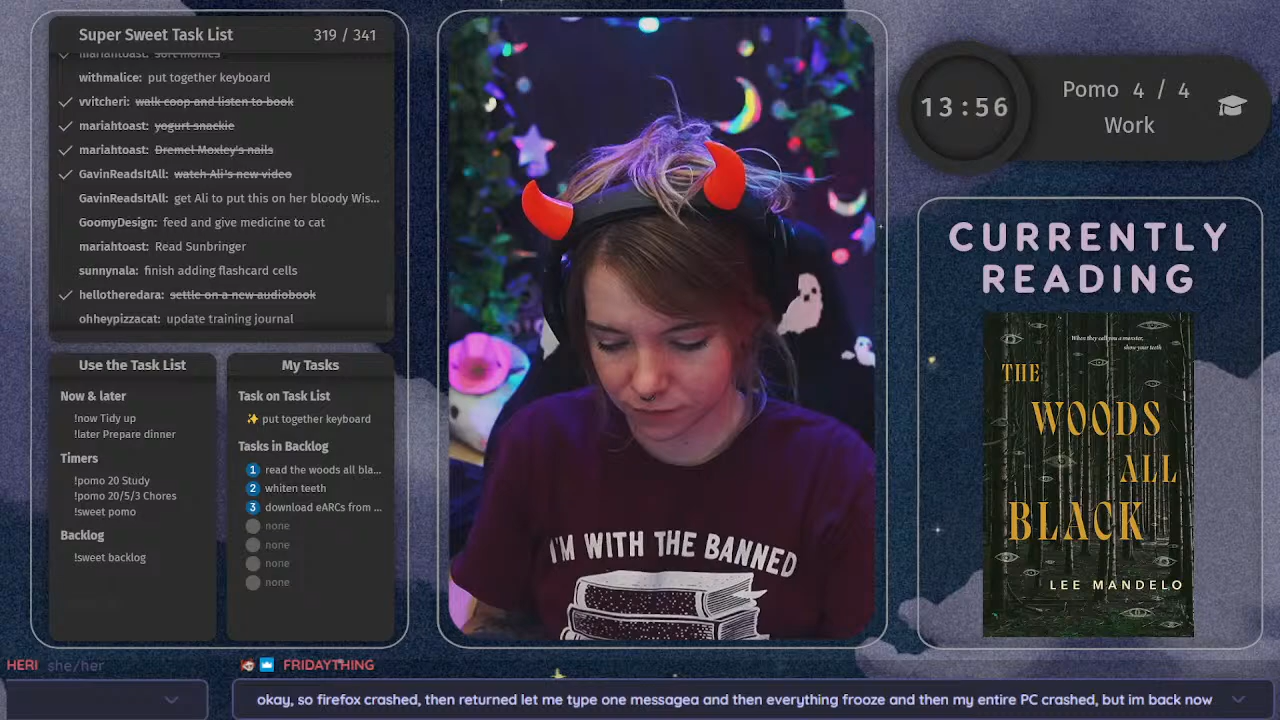 Super Sweet Task List 319 / 341
mariahtoast: sort monies
withmalice: put together keyboard
vvitcheri: walk coop and listen to book
mariahtoast: yogurt snackie
mariahtoast: Dremel Moxley's nails
GavinReadsItAll: watch Ali's new video
GavinReadsItAll: get Ali to put this on her bloody Wis...
GoomyDesign: feed and give medicine to cat
mariahtoast: Read Sunbringer
sunnynala: finish adding flashcard cells
hellotheredara: settle on a new audiobook
ohheypizzacat: update training journal
Use the Task List
Now & later
!now Tidy up
!later Prepare dinner
Timers
!pomo 20 Study
!pomo 20/5/3 Chores
!sweet pomo
Backlog
!sweet backlog
My Tasks
Task on Task List
✨ put together keyboard
Tasks in Backlog
1 read the woods all bla...
2 whiten teeth
3 download eARCs from ...
none
none
none
none
I'M WITH THE BANNED
13:56
Pomo 4 / 4
Work
CURRENTLY
READING
When they call you a monster,
show your teeth
THE
WOODS
ALL
BLACK
LEE MANDELO
HERI she/her
FRIDAYTHING
okay, so firefox crashed, then returned let me type one messagea and then everything frooze and then my entire PC crashed, but im back now